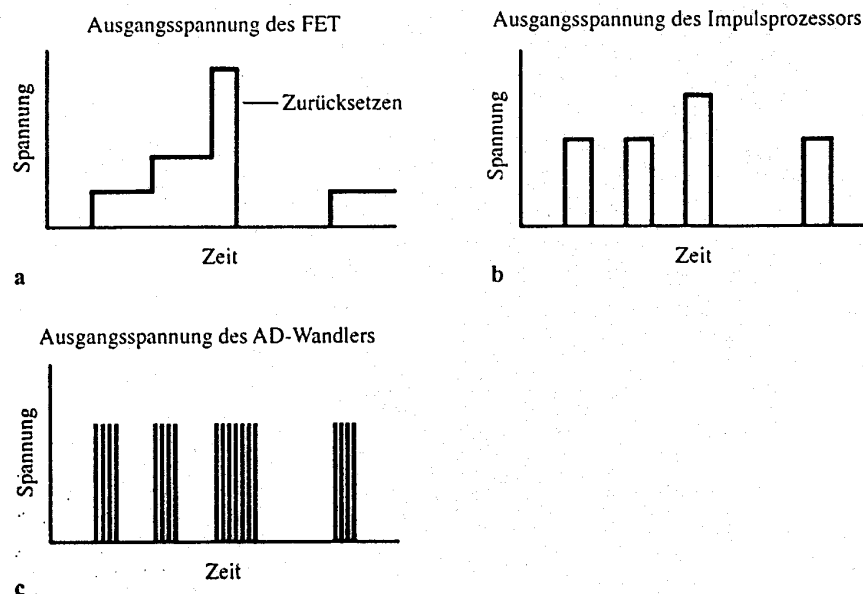 Ausgangsspannung des FET
Spannung
Zurücksetzen
Zeit
a
Ausgangsspannung des Impulsprozessors
Spannung
Zeit
b
Ausgangsspannung des AD-Wandlers
Spannung
Zeit
c